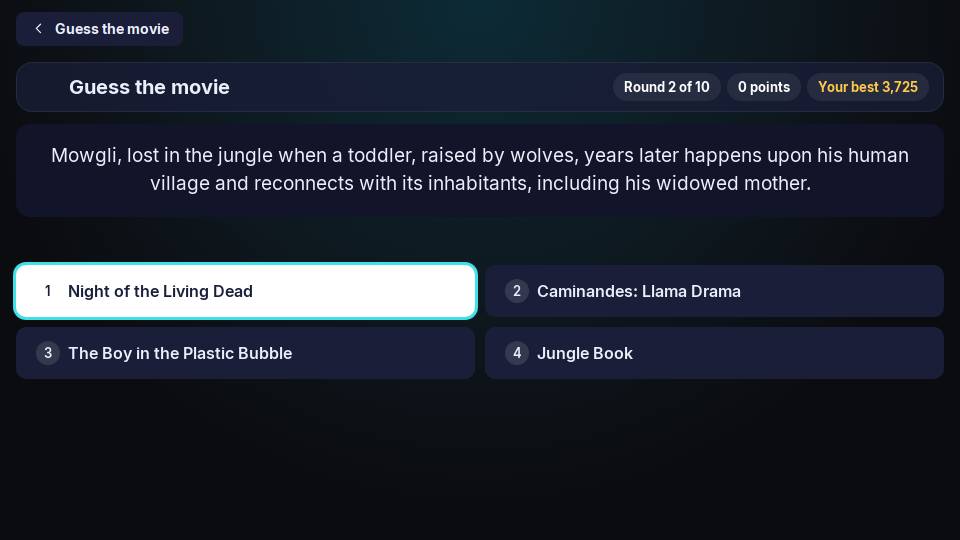 Guess the movie
Guess the movie
Round 2 of 10
0 points
Your best 3,725
Mowgli, lost in the jungle when a toddler, raised by wolves, years later happens upon his human
village and reconnects with its inhabitants, including his widowed mother.
1 Night of the Living Dead
2 Caminandes: Llama Drama
3 The Boy in the Plastic Bubble
4 Jungle Book